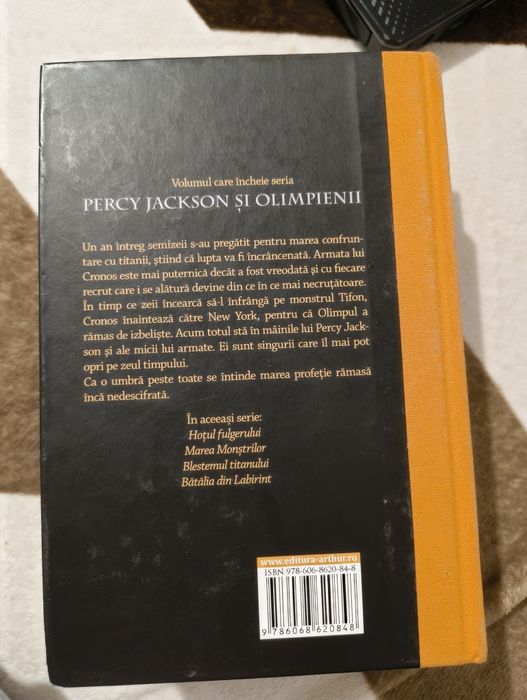 Volumul care încheie seria
PERCY JACKSON ȘI OLIMPIENII
Un an întreg semizeii s-au pregătit pentru marea confrun-
tare cu titanii, știind că lupta va fi încrâncenată. Armata lui
Cronos este mai puternică decât a fost vreodată și cu fiecare
recrut care i se alătură devine din ce în ce mai necruțătoare.
În timp ce zeii încearcă să-l înfrângă pe monstrul Tifon,
Cronos înaintează către New York, pentru că Olimpul a
rămas de izbeliște. Acum totul stă în mâinile lui Percy Jack-
son și ale micii lui armate. Ei sunt singurii care îl mai pot
opri pe zeul timpului.
Ca o umbră peste toate se întinde marea profeție rămasă
încă nedescifrată.
În aceeași serie:
Hoțul fulgerului
Marea Monștrilor
Blestemul titanului
Bătălia din Labirint
www.editura-arthur.ro
ISBN 978-606-8620-84-8
9 786068 620848